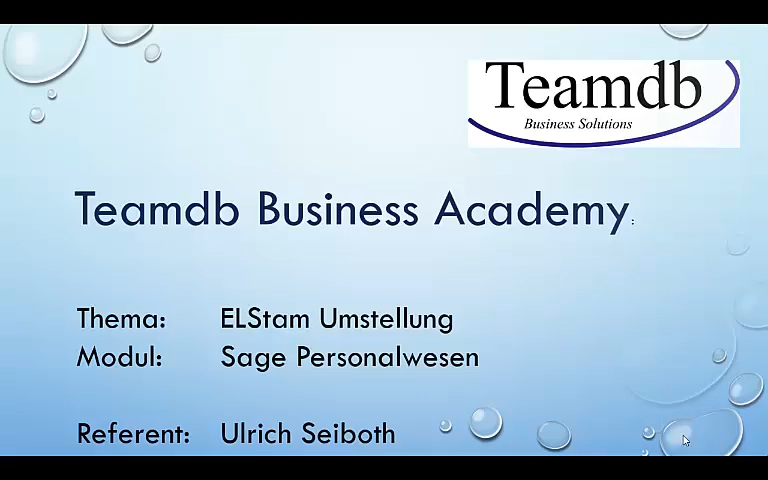 Teamdb
Business Solutions
Teamdb Business Academy:
Thema: ELStam Umstellung
Modul: Sage Personalwesen
Referent: Ulrich Seiboth